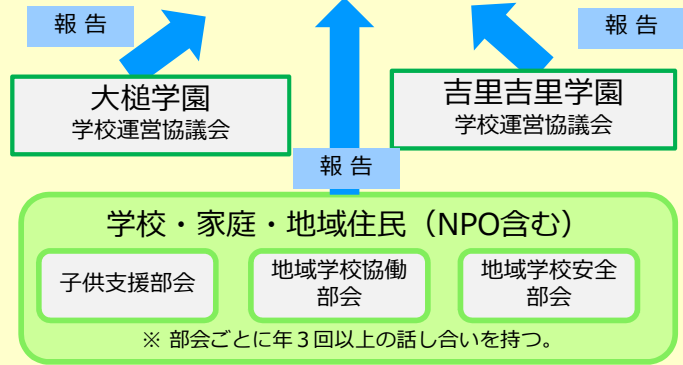 報 告
報 告
大槌学園
学校運営協議会
吉里吉里学園
学校運営協議会
報 告
学校・家庭・地域住民（NPO含む）
子供支援部会
地域学校協働
部会
地域学校安全
部会
※ 部会ごとに年３回以上の話し合いを持つ。